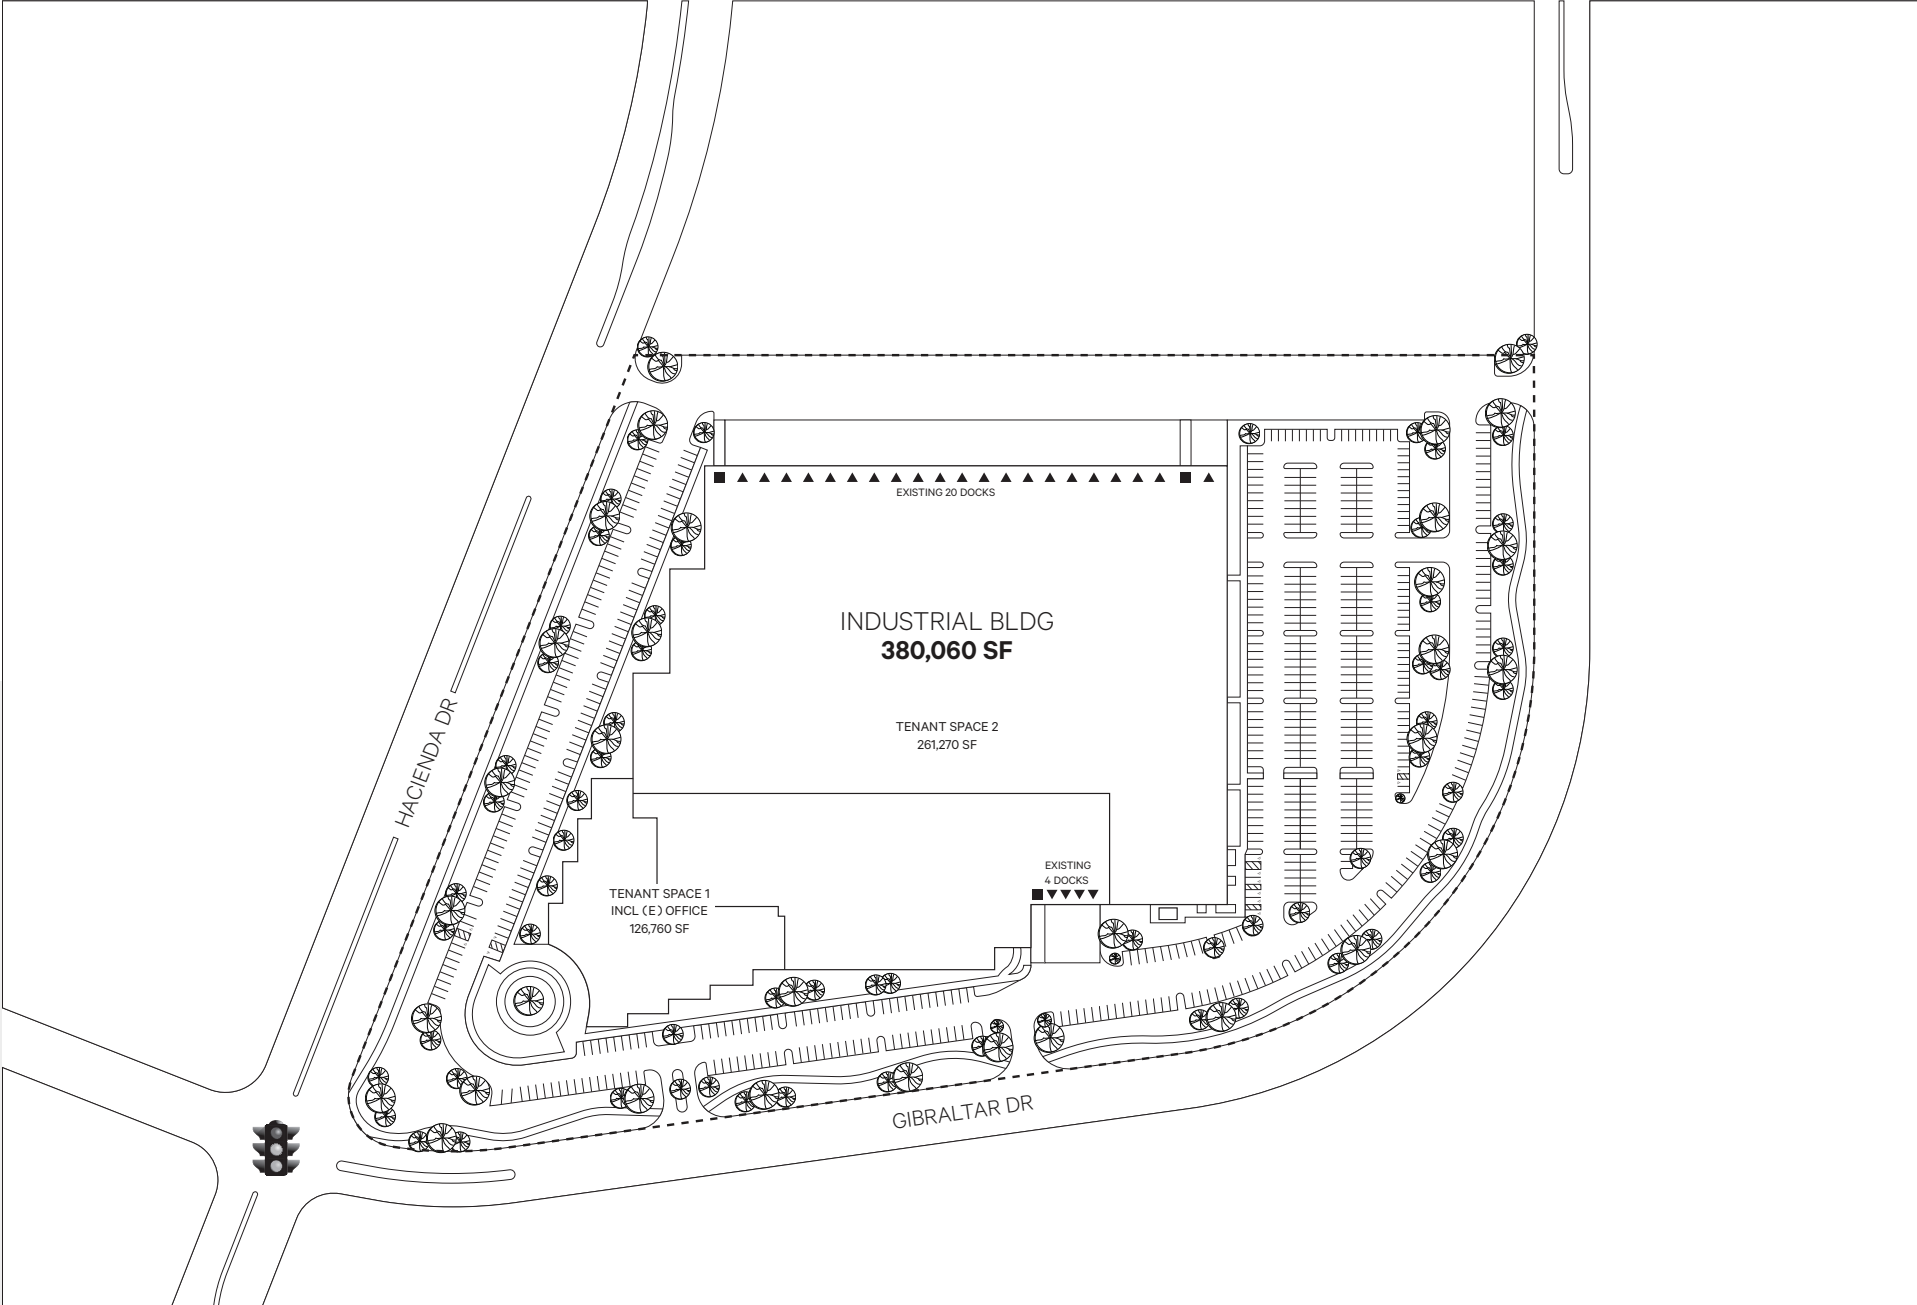 EXISTING 20 DOCKS
INDUSTRIAL BLDG
380,060 SF
TENANT SPACE 2
261,270 SF
HACIENDA DR
EXISTING
4 DOCKS
TENANT SPACE 1
INCL (E) OFFICE
126,760 SF
GIBRALTAR DR